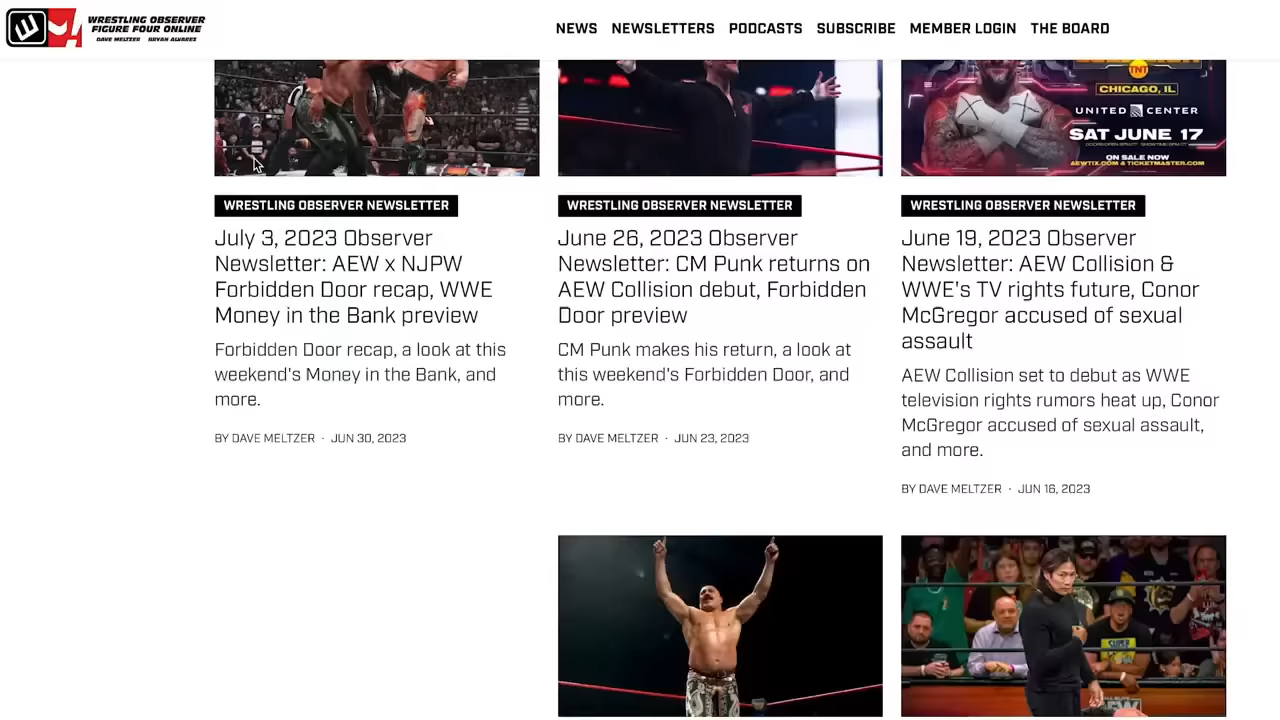 WRESTLING OBSERVER
FIGURE FOUR ONLINE
DAVE MELTZER BRYAN ALVAREZ
NEWS NEWSLETTERS PODCASTS SUBSCRIBE MEMBER LOGIN THE BOARD
TNT
CHICAGO, IL
UNITED CENTER
SAT JUNE 17
ON SALE NOW
AEWTIX.COM & TICKETMASTER.COM
WRESTLING OBSERVER NEWSLETTER
July 3, 2023 Observer
Newsletter: AEW x NJPW
Forbidden Door recap, WWE
Money in the Bank preview
Forbidden Door recap, a look at this
weekend's Money in the Bank, and
more.
BY DAVE MELTZER · JUN 30, 2023
WRESTLING OBSERVER NEWSLETTER
June 26, 2023 Observer
Newsletter: CM Punk returns on
AEW Collision debut, Forbidden
Door preview
CM Punk makes his return, a look at
this weekend's Forbidden Door, and
more.
BY DAVE MELTZER · JUN 23, 2023
WRESTLING OBSERVER NEWSLETTER
June 19, 2023 Observer
Newsletter: AEW Collision &
WWE's TV rights future, Conor
McGregor accused of sexual
assault
AEW Collision set to debut as WWE
television rights rumors heat up, Conor
McGregor accused of sexual assault,
and more.
BY DAVE MELTZER · JUN 16, 2023
SUPER
AEW